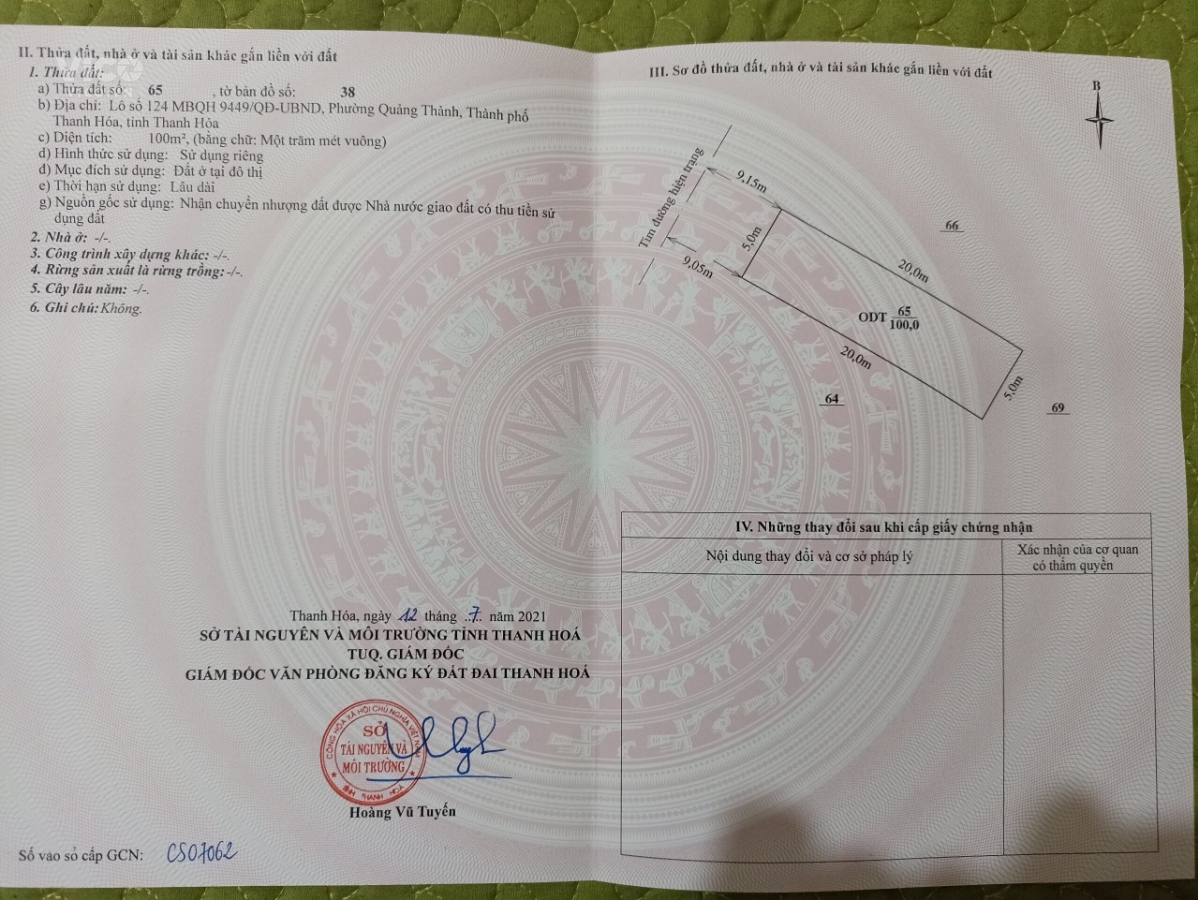 II. Thửa đất, nhà ở và tài sản khác gắn liền với đất
1. Thửa đất:
a) Thửa đất số: 65 , tờ bản đồ số: 38
b) Địa chỉ: Lô số 124 MBQH 9449/QĐ-UBND, Phường Quảng Thành, Thành phố
Thanh Hóa, tỉnh Thanh Hóa
c) Diện tích: 100m², (bằng chữ: Một trăm mét vuông)
d) Hình thức sử dụng: Sử dụng riêng
đ) Mục đích sử dụng: Đất ở tại đô thị
e) Thời hạn sử dụng: Lâu dài
g) Nguồn gốc sử dụng: Nhận chuyển nhượng đất được Nhà nước giao đất có thu tiền sử
dụng đất
2. Nhà ở: -/-.
3. Công trình xây dựng khác: -/-.
4. Rừng sản xuất là rừng trồng: -/-.
5. Cây lâu năm: -/-.
6. Ghi chú: Không.
Thanh Hóa, ngày 12 tháng .7. năm 2021
SỞ TÀI NGUYÊN VÀ MÔI TRƯỜNG TỈNH THANH HOÁ
TUQ. GIÁM ĐỐC
GIÁM ĐỐC VĂN PHÒNG ĐĂNG KÝ ĐẤT ĐAI THANH HOÁ
CỘNG HÒA XÃ HỘI CHỦ NGHĨA VIỆT NAM
SỞ
TÀI NGUYÊN VÀ
MÔI TRƯỜNG
TỈNH THANH HOÁ
Hoàng Vũ Tuyến
Số vào sổ cấp GCN: CS07062
III. Sơ đồ thửa đất, nhà ở và tài sản khác gắn liền với đất
B
Tim đường hiện trạng
9,15m
66
5,0m
9,05m
20,0m
ODT 65
100,0
20,0m
5,0m
64
69
IV. Những thay đổi sau khi cấp giấy chứng nhận
Nội dung thay đổi và cơ sở pháp lý
Xác nhận của cơ quan
có thẩm quyền